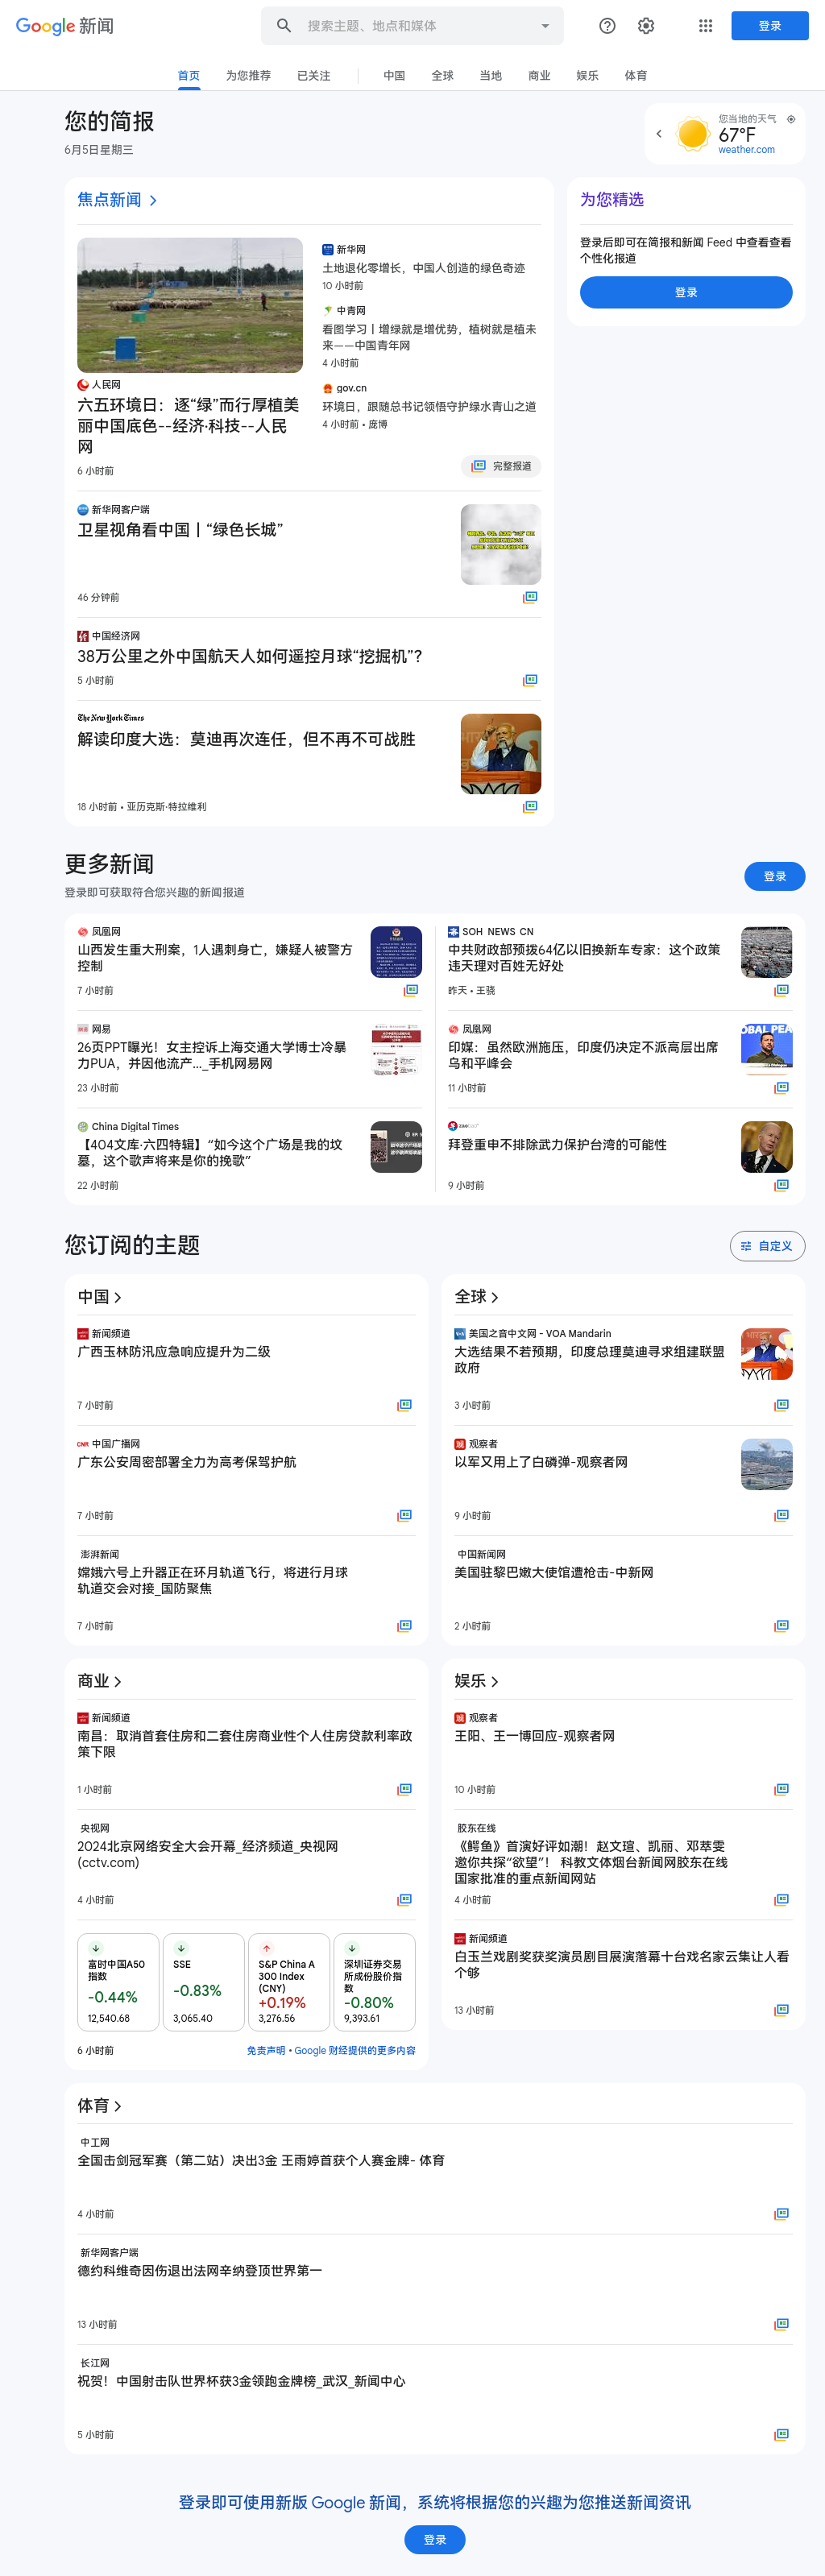 Google 新闻
搜索主题、地点和媒体
登录
首页
为您推荐
已关注
中国
全球
当地
商业
娱乐
体育
您的简报
6月5日星期三
您当地的天气
67°F
weather.com
焦点新闻
人民网
六五环境日：逐“绿”而行厚植美
丽中国底色--经济·科技--人民
网
6 小时前
新华网
土地退化零增长，中国人创造的绿色奇迹
10 小时前
中青网
看图学习丨增绿就是增优势，植树就是植未
来——中国青年网
4 小时前
gov.cn
环境日，跟随总书记领悟守护绿水青山之道
4 小时前 • 庞博
完整报道
新华网客户端
卫星视角看中国丨“绿色长城”
46 分钟前
中国经济网
38万公里之外中国航天人如何遥控月球“挖掘机”？
5 小时前
The New York Times
解读印度大选：莫迪再次连任，但不再不可战胜
18 小时前 • 亚历克斯·特拉维利
为您精选
登录后即可在简报和新闻 Feed 中查看查看
个性化报道
登录
更多新闻
登录即可获取符合您兴趣的新闻报道
登录
凤凰网
山西发生重大刑案，1人遇刺身亡，嫌疑人被警方
控制
7 小时前
SOH NEWS CN
中共财政部预拨64亿以旧换新车专家：这个政策
违天理对百姓无好处
昨天 • 王骁
网易
26页PPT曝光！女主控诉上海交通大学博士冷暴
力PUA，并因他流产..._手机网易网
23 小时前
凤凰网
印媒：虽然欧洲施压，印度仍决定不派高层出席
乌和平峰会
11 小时前
GLOBAL PEA
China Digital Times
【404文库·六四特辑】“如今这个广场是我的坟
墓，这个歌声将来是你的挽歌”
22 小时前
拜登重申不排除武力保护台湾的可能性
9 小时前
您订阅的主题
自定义
中国
新闻频道
广西玉林防汛应急响应提升为二级
7 小时前
CNR 中国广播网
广东公安周密部署全力为高考保驾护航
7 小时前
澎湃新闻
嫦娥六号上升器正在环月轨道飞行，将进行月球
轨道交会对接_国防聚焦
7 小时前
全球
VOA 美国之音中文网 - VOA Mandarin
大选结果不若预期，印度总理莫迪寻求组建联盟
政府
3 小时前
观察者
以军又用上了白磷弹-观察者网
9 小时前
中国新闻网
美国驻黎巴嫩大使馆遭枪击-中新网
2 小时前
商业
新闻频道
南昌：取消首套住房和二套住房商业性个人住房贷款利率政
策下限
1 小时前
央视网
2024北京网络安全大会开幕_经济频道_央视网
(cctv.com)
4 小时前
富时中国A50
指数
-0.44%
12,540.68
SSE
-0.83%
3,065.40
S&P China A
300 Index
(CNY)
+0.19%
3,276.56
深圳证券交易
所成份股价指
数
-0.80%
9,393.61
6 小时前
免责声明 • Google 财经提供的更多内容
娱乐
观察者
王阳、王一博回应-观察者网
10 小时前
胶东在线
《鳄鱼》首演好评如潮！赵文瑄、凯丽、邓萃雯
邀你共探“欲望”！ 科教文体烟台新闻网胶东在线
国家批准的重点新闻网站
4 小时前
新闻频道
白玉兰戏剧奖获奖演员剧目展演落幕十台戏名家云集让人看
个够
13 小时前
体育
中工网
全国击剑冠军赛（第二站）决出3金 王雨婷首获个人赛金牌- 体育
4 小时前
新华网客户端
德约科维奇因伤退出法网辛纳登顶世界第一
13 小时前
长江网
祝贺！中国射击队世界杯获3金领跑金牌榜_武汉_新闻中心
5 小时前
登录即可使用新版 Google 新闻，系统将根据您的兴趣为您推送新闻资讯
登录